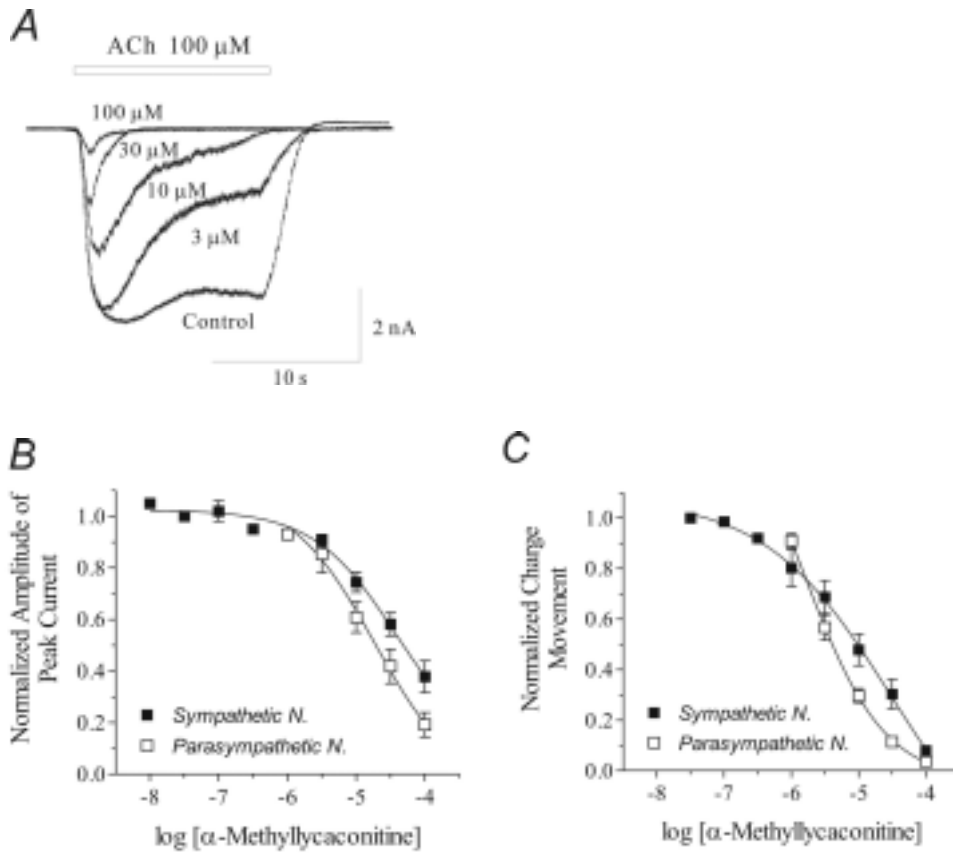 A
ACh 100 µM
100 µM
30 µM
10 µM
3 µM
Control
2 nA
10 s
B
Normalized Amplitude of
Peak Current
1.0
0.8
0.6
0.4
0.2
0.0
Sympathetic N.
Parasympathetic N.
-8 -7 -6 -5 -4
log [α-Methyllycaconitine]
C
Normalized Charge
Movement
1.0
0.8
0.6
0.4
0.2
0.0
Sympathetic N.
Parasympathetic N.
-8 -7 -6 -5 -4
log [α-Methyllycaconitine]